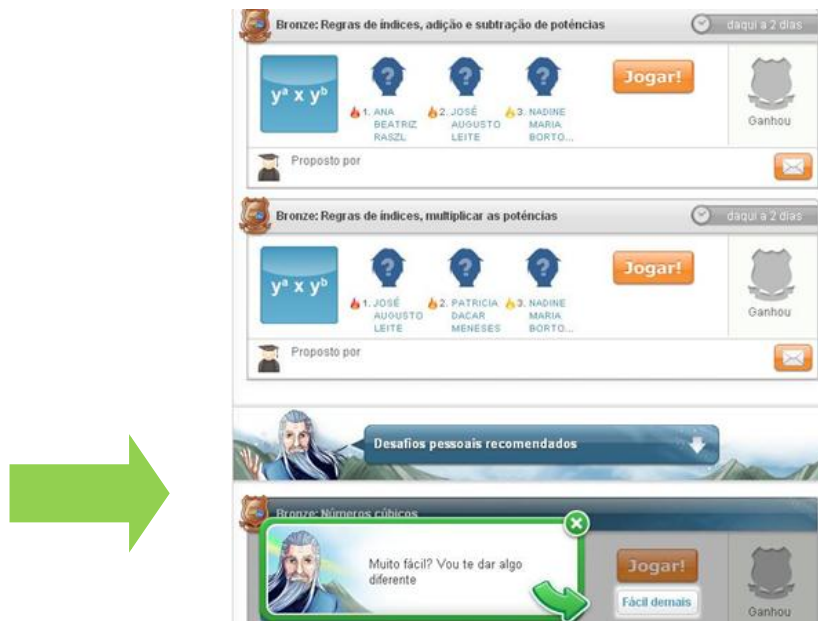 Bronze: Regras de índices, adição e subtração de poténcias
daqui a 2 dias
yª x yᵇ
1. ANA BEATRIZ RASZL
2. JOSÉ AUGUSTO LEITE
3. NADINE MARIA BORTO...
Jogar!
Ganhou
Proposto por
Bronze: Regras de índices, multiplicar as poténcias
daqui a 2 dias
yª x yᵇ
1. JOSÉ AUGUSTO LEITE
2. PATRICIA DACAR MENESES
3. NADINE MARIA BORTO...
Jogar!
Ganhou
Proposto por
Desafios pessoais recomendados
Bronze: Números cúbicos
Muito fácil? Vou te dar algo
diferente
Jogar!
Fácil demais
Ganhou